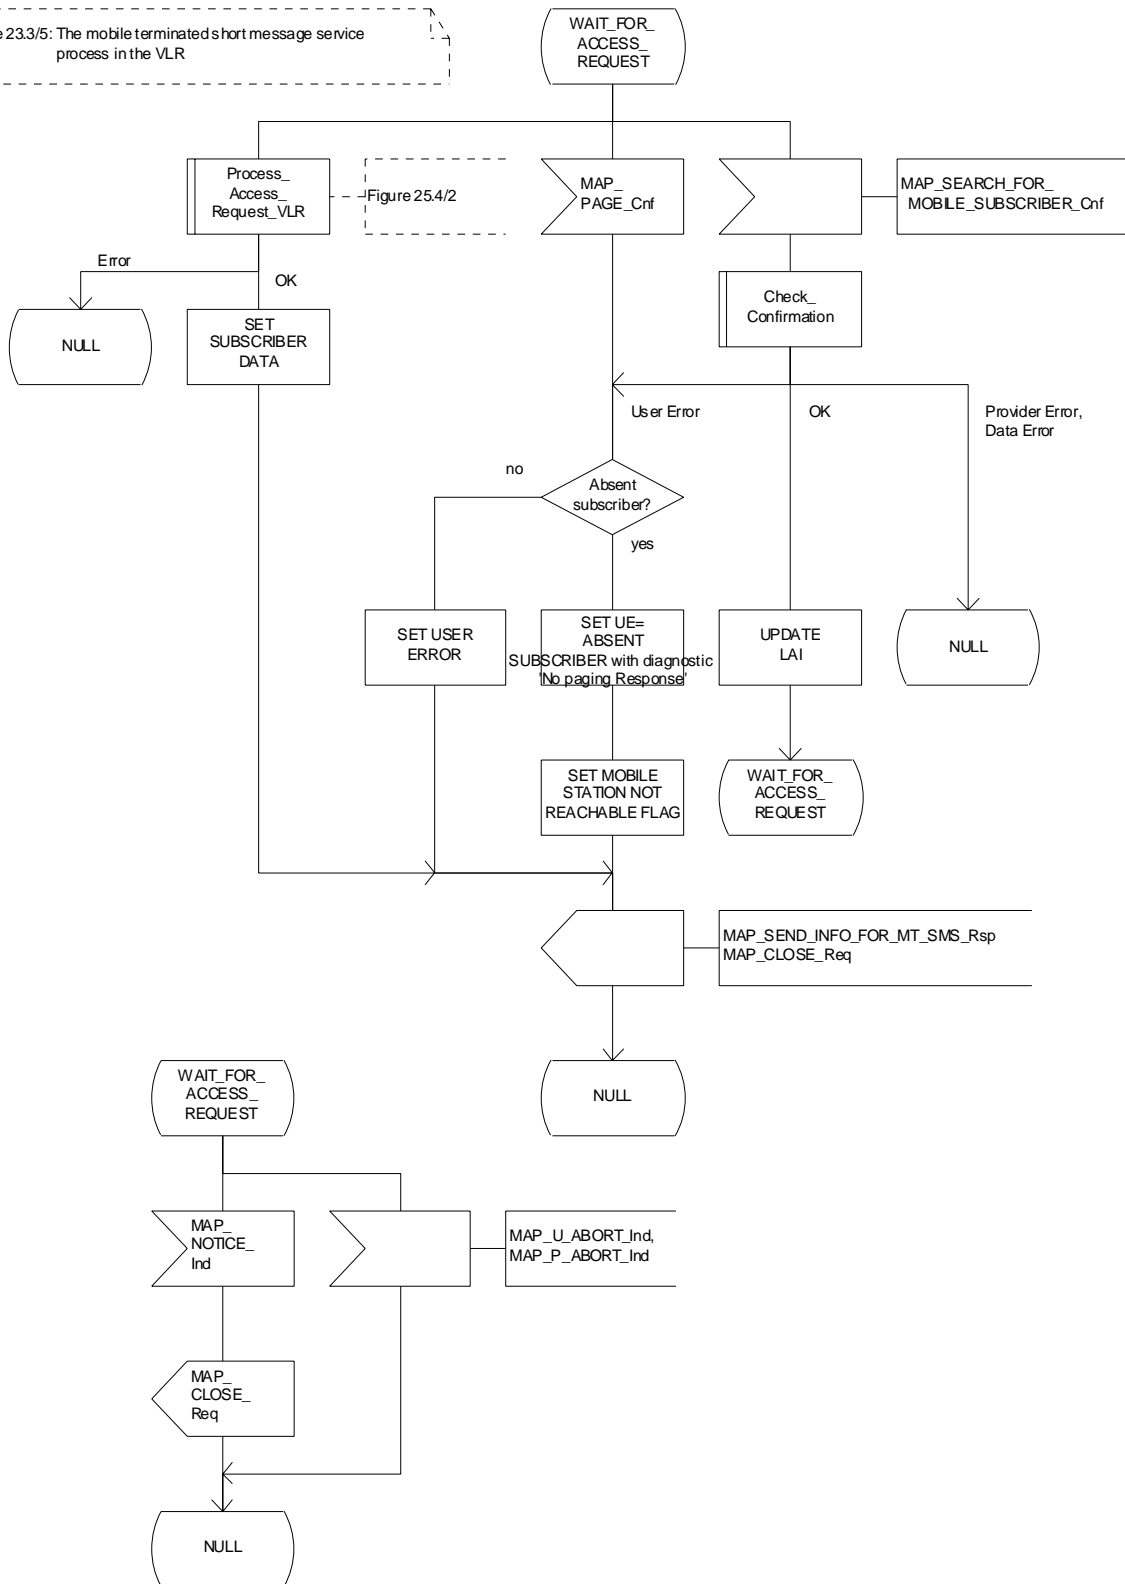 23.3/5: The mobile terminated short message service
process in the VLR
WAIT_FOR_
ACCESS_
REQUEST
Process_
Access_
Request_VLR
Figure 25.4/2
MAP_
PAGE_Cnf
MAP_SEARCH_FOR_
MOBILE_SUBSCRIBER_Cnf
Error
OK
Check_
Confirmation
NULL
SET
SUBSCRIBER
DATA
User Error
OK
Provider Error,
Data Error
no
Absent
subscriber?
yes
SET USER
ERROR
SET UE=
ABSENT
SUBSCRIBER with diagnostic
'No paging Response'
UPDATE
LAI
NULL
SET MOBILE
STATION NOT
REACHABLE FLAG
WAIT_FOR_
ACCESS_
REQUEST
MAP_SEND_INFO_FOR_MT_SMS_Rsp
MAP_CLOSE_Req
NULL
WAIT_FOR_
ACCESS_
REQUEST
MAP_
NOTICE_
Ind
MAP_U_ABORT_Ind,
MAP_P_ABORT_Ind
MAP_
CLOSE_
Req
NULL